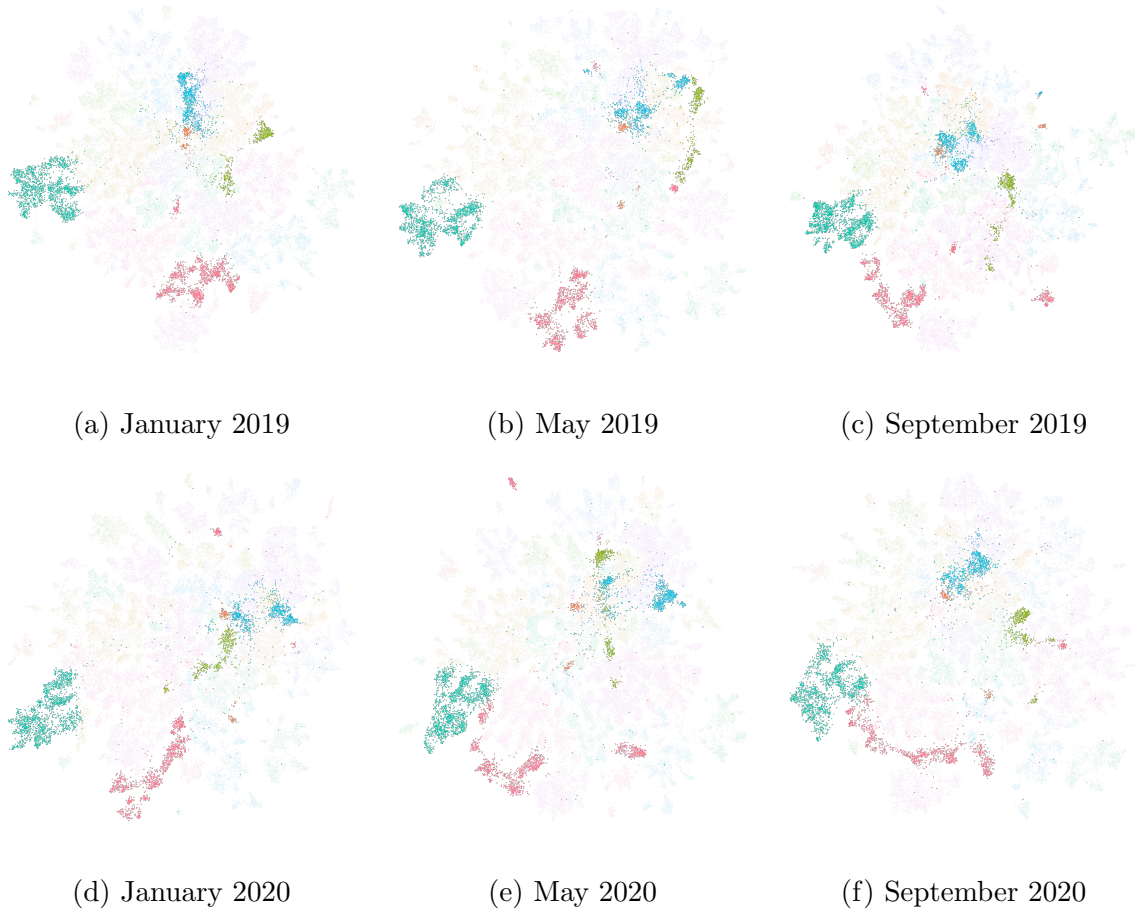 (a) January 2019
(b) May 2019
(c) September 2019
(d) January 2020
(e) May 2020
(f) September 2020